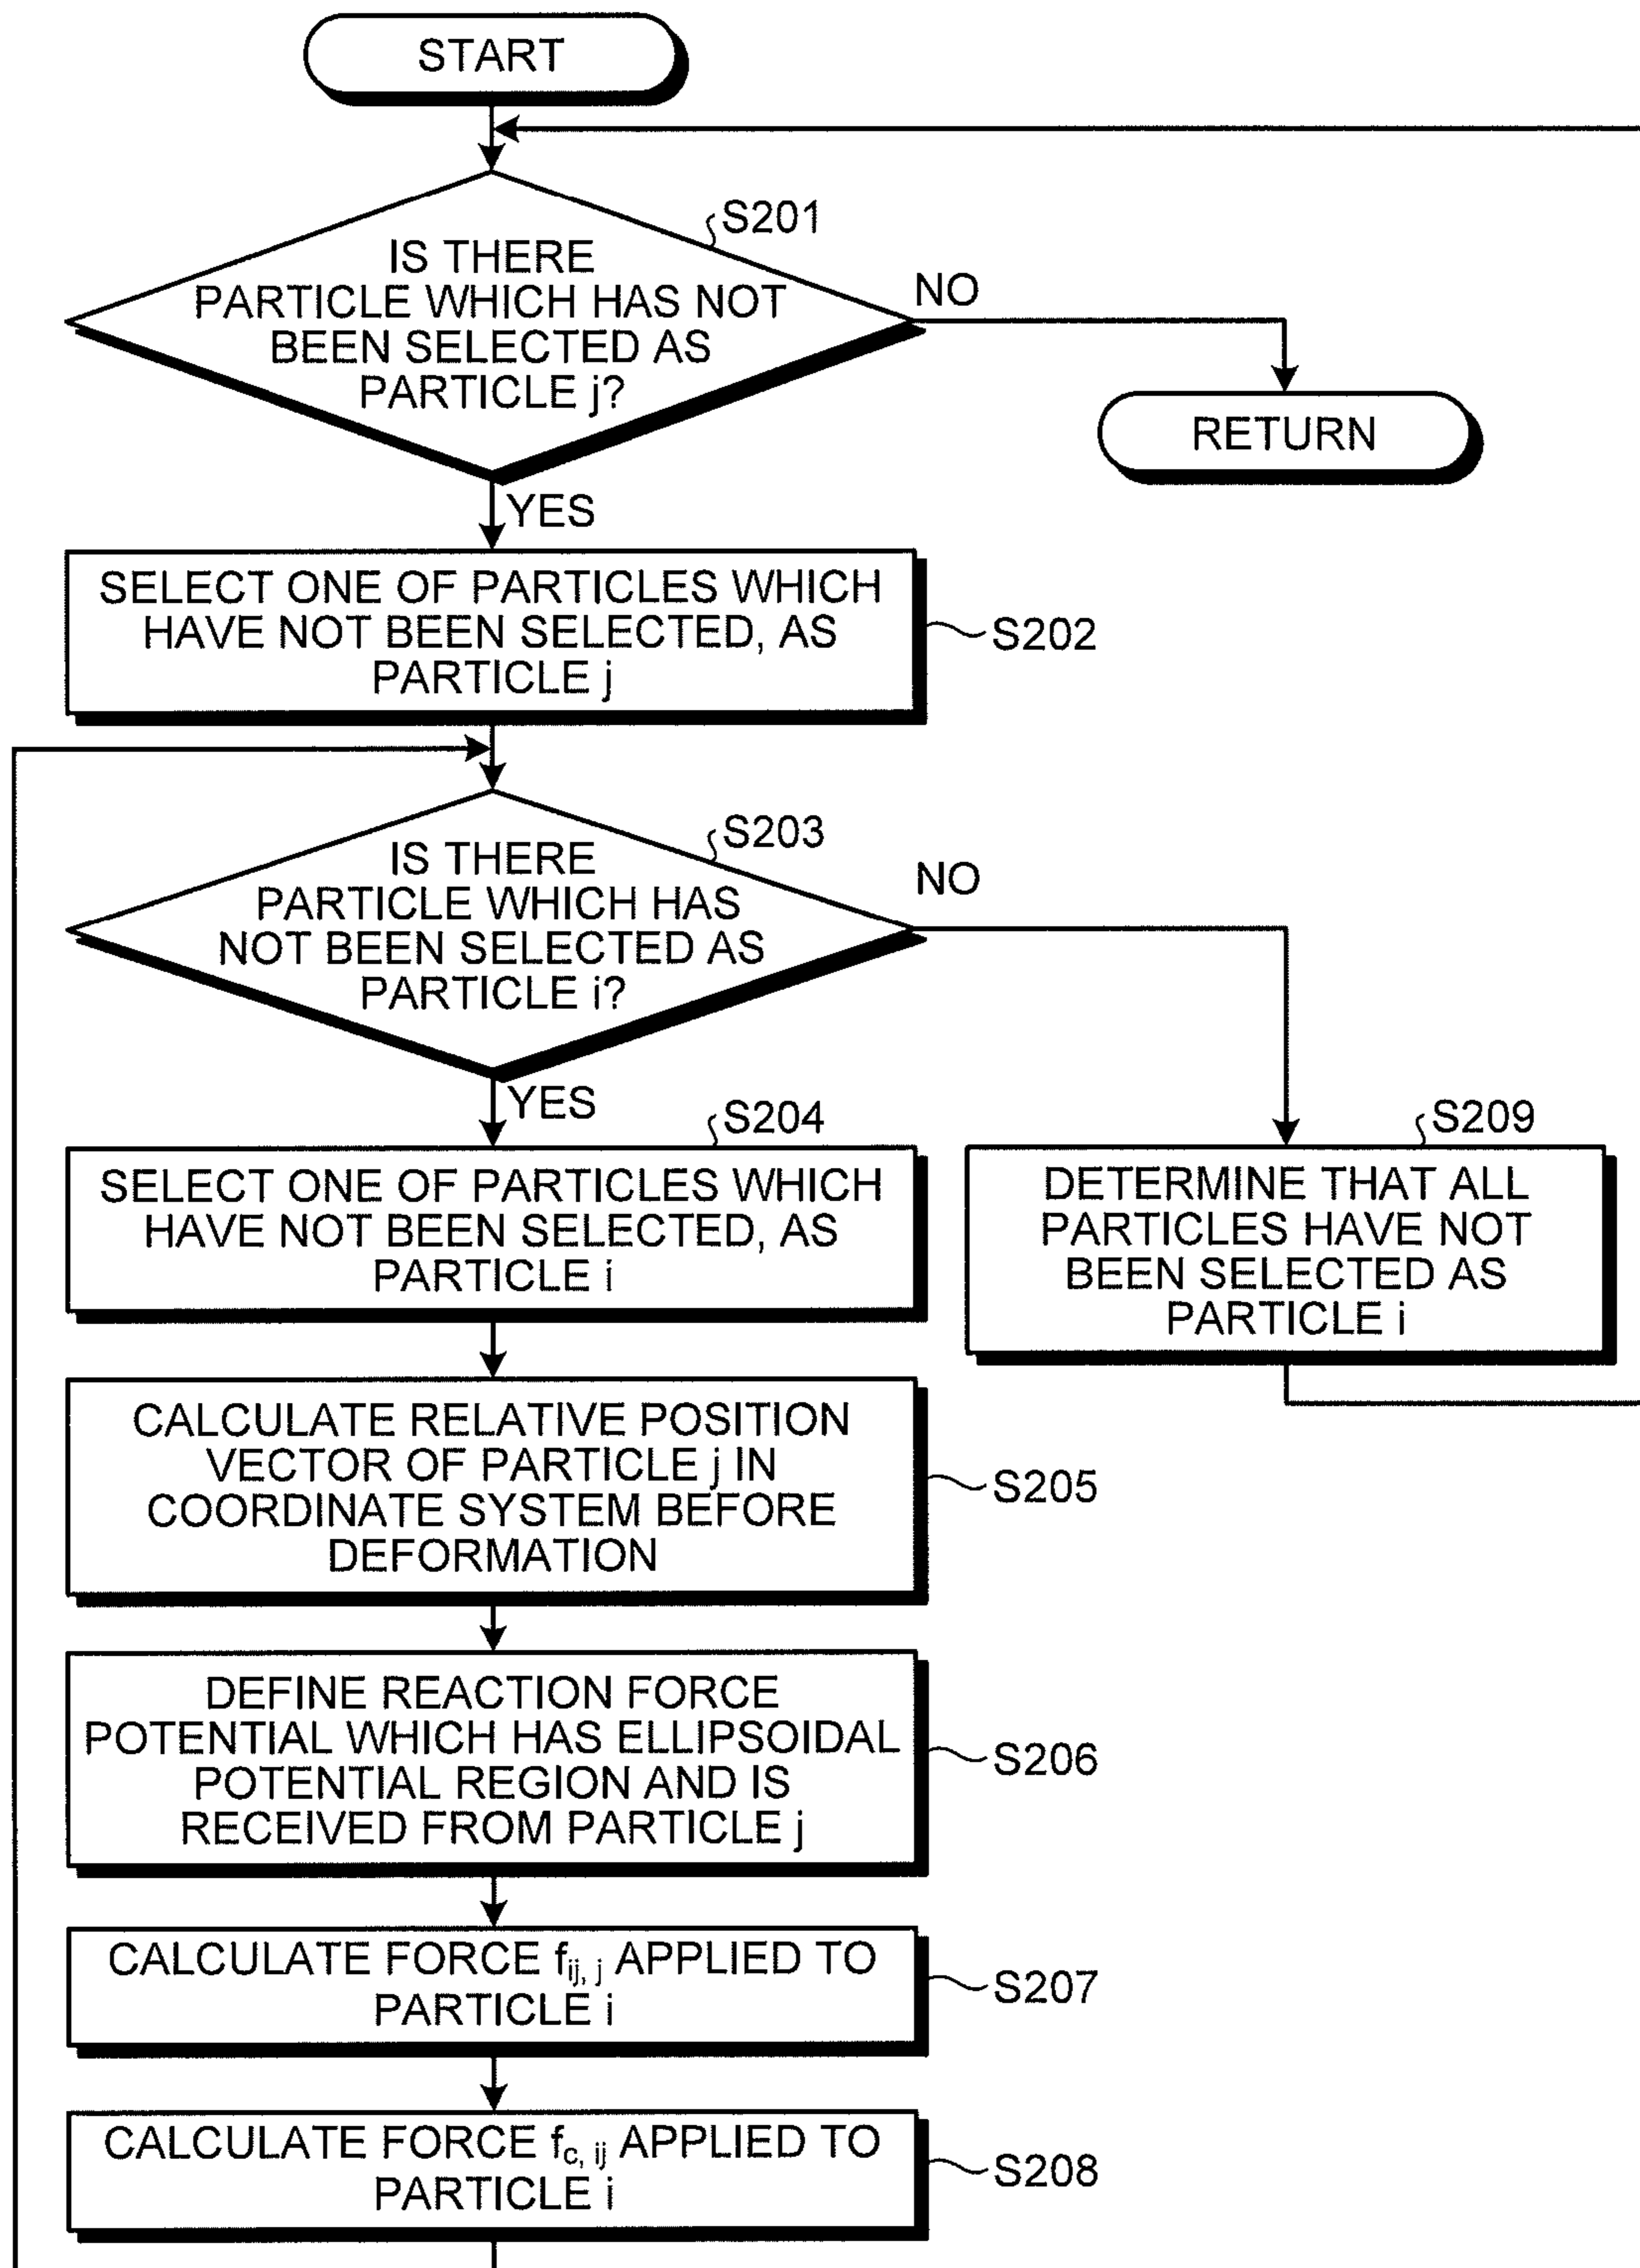 START
S201
IS THERE
PARTICLE WHICH HAS NOT
BEEN SELECTED AS
PARTICLE j?
NO
RETURN
YES
SELECT ONE OF PARTICLES WHICH
HAVE NOT BEEN SELECTED, AS
PARTICLE j
S202
S203
IS THERE
PARTICLE WHICH HAS
NOT BEEN SELECTED AS
PARTICLE i?
NO
YES
S204
SELECT ONE OF PARTICLES WHICH
HAVE NOT BEEN SELECTED, AS
PARTICLE i
S209
DETERMINE THAT ALL
PARTICLES HAVE NOT
BEEN SELECTED AS
PARTICLE i
CALCULATE RELATIVE POSITION
VECTOR OF PARTICLE j IN
COORDINATE SYSTEM BEFORE
DEFORMATION
S205
DEFINE REACTION FORCE
POTENTIAL WHICH HAS ELLIPSOIDAL
POTENTIAL REGION AND IS
RECEIVED FROM PARTICLE j
S206
CALCULATE FORCE fij, j APPLIED TO
PARTICLE i
S207
CALCULATE FORCE fc, ij APPLIED TO
PARTICLE i
S208